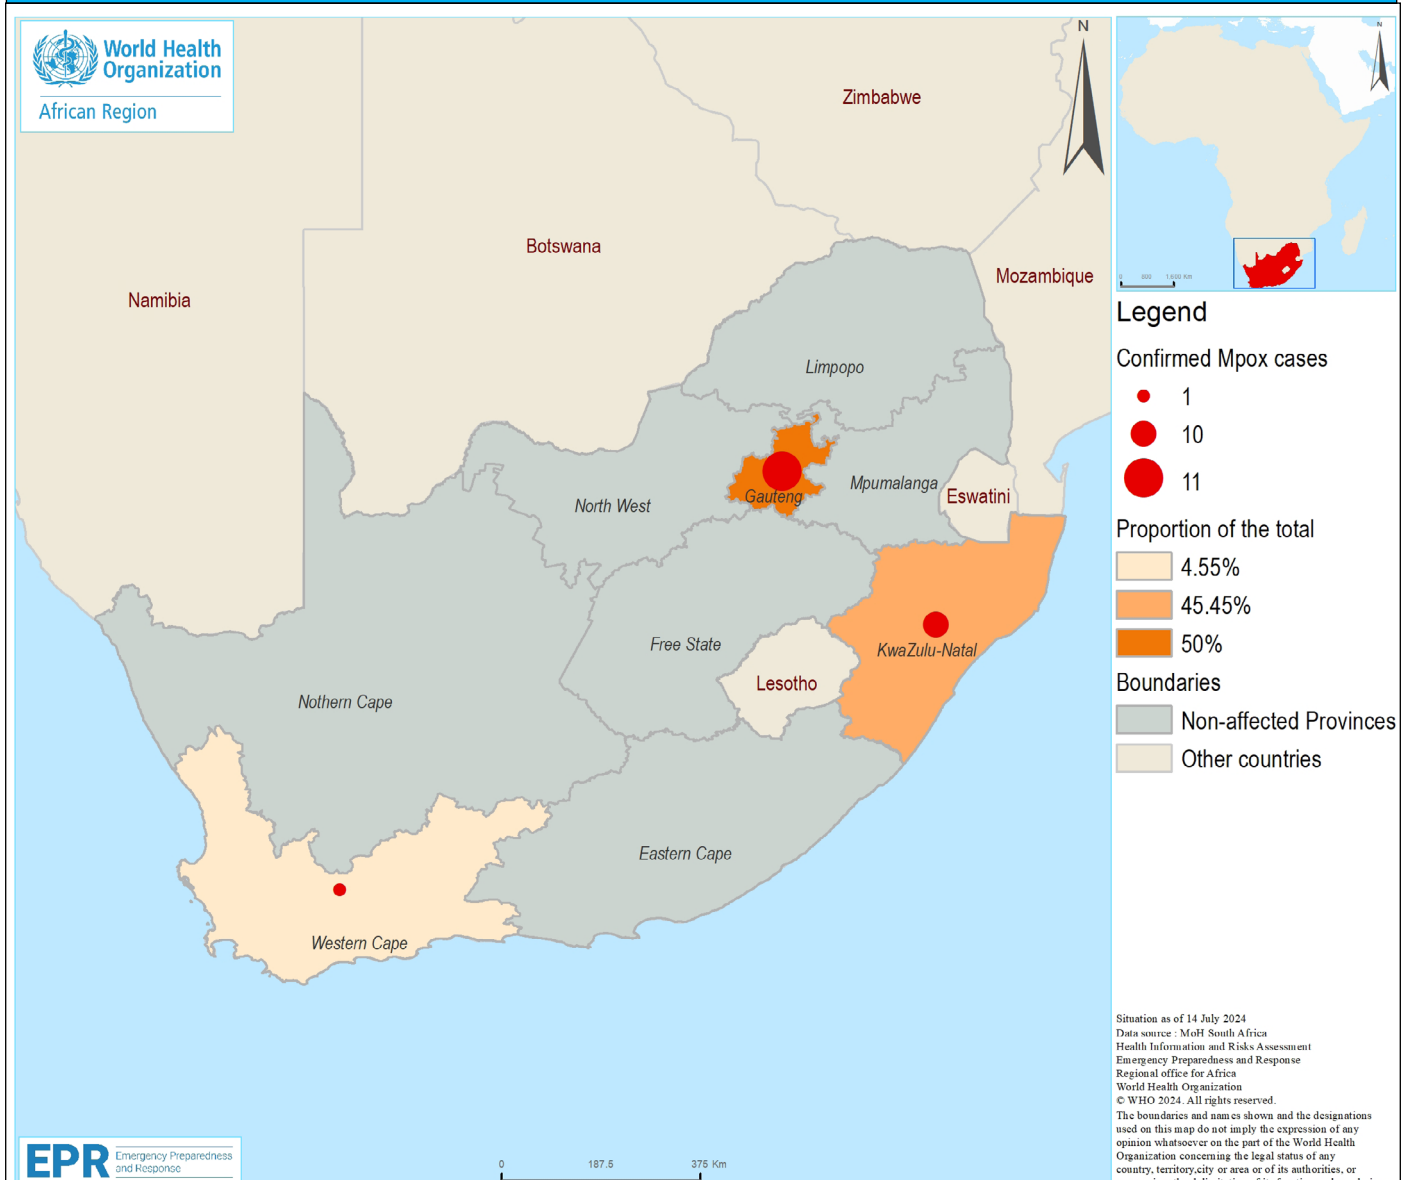 World Health
Organization
African Region
N
Zimbabwe
Botswana
Mozambique
Namibia
Limpopo
North West
Gauteng
Mpumalanga
Eswatini
Free State
KwaZulu-Natal
Lesotho
Nothern Cape
Eastern Cape
Western Cape
EPR
Emergency Preparedness
and Response
0 187.5 375 Km
N
0 800 1,600 Km
Legend
Confirmed Mpox cases
1
10
11
Proportion of the total
4.55%
45.45%
50%
Boundaries
Non-affected Provinces
Other countries
Situation as of 14 July 2024
Data source : MoH South Africa
Health Information and Risks Assessment
Emergency Preparedness and Response
Regional office for Africa
World Health Organization
© WHO 2024. All rights reserved.
The boundaries and names shown and the designations
used on this map do not imply the expression of any
opinion whatsoever on the part of the World Health
Organization concerning the legal status of any
country, territory,city or area or of its authorities, or